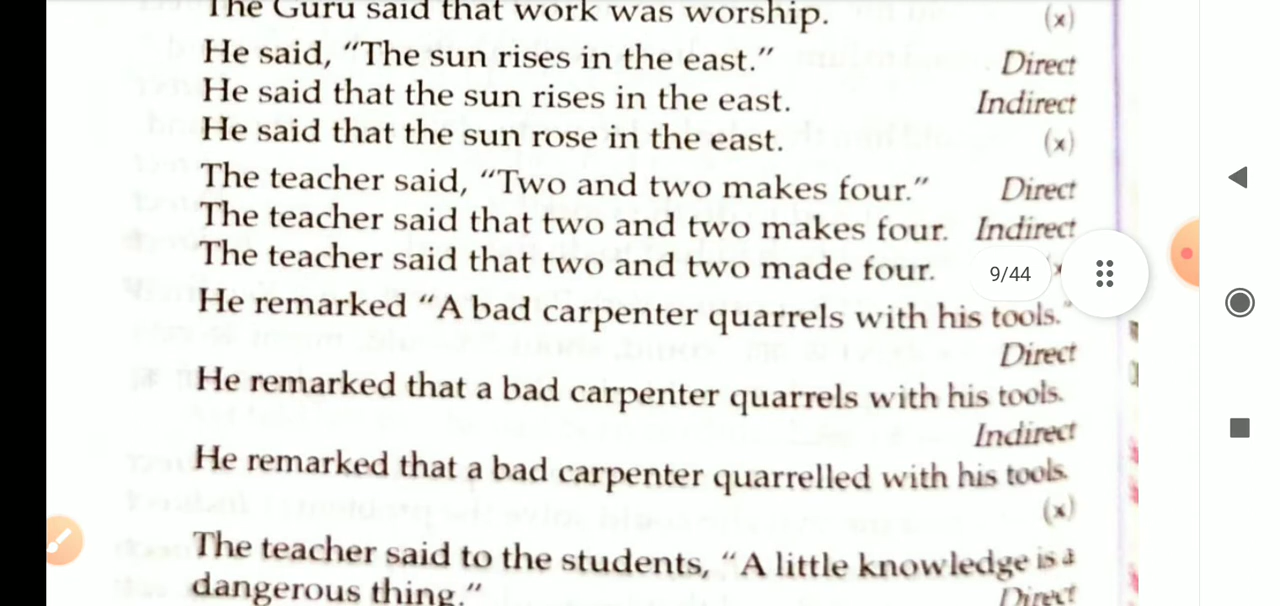 The Guru said that work was worship. (x)
He said, "The sun rises in the east." Direct
He said that the sun rises in the east. Indirect
He said that the sun rose in the east. (x)
The teacher said, "Two and two makes four." Direct
The teacher said that two and two makes four. Indirect
The teacher said that two and two made four.
9/44
He remarked "A bad carpenter quarrels with his tools."
Direct
He remarked that a bad carpenter quarrels with his tools.
Indirect
He remarked that a bad carpenter quarrelled with his tools.
(x)
The teacher said to the students, "A little knowledge is a
dangerous thing." Direct